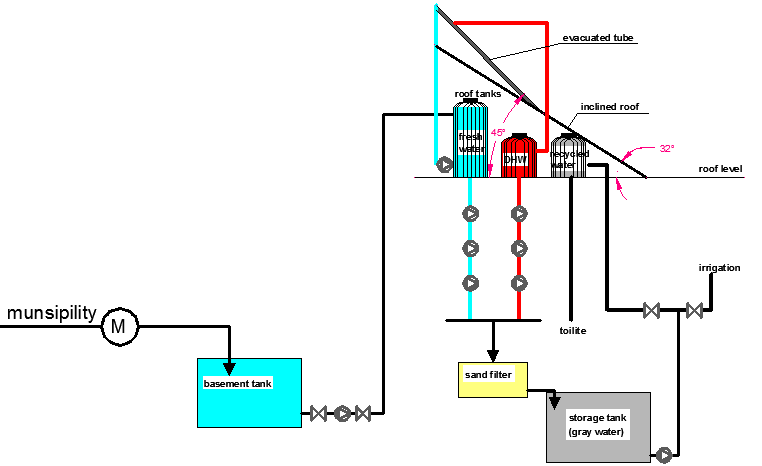 evacuated tube
roof tanks
inclined roof
45°
fresh
water
DHW
recycled
water
32°
roof level
irrigation
munsipility
M
toilite
basement tank
sand filter
storage tank
(gray water)